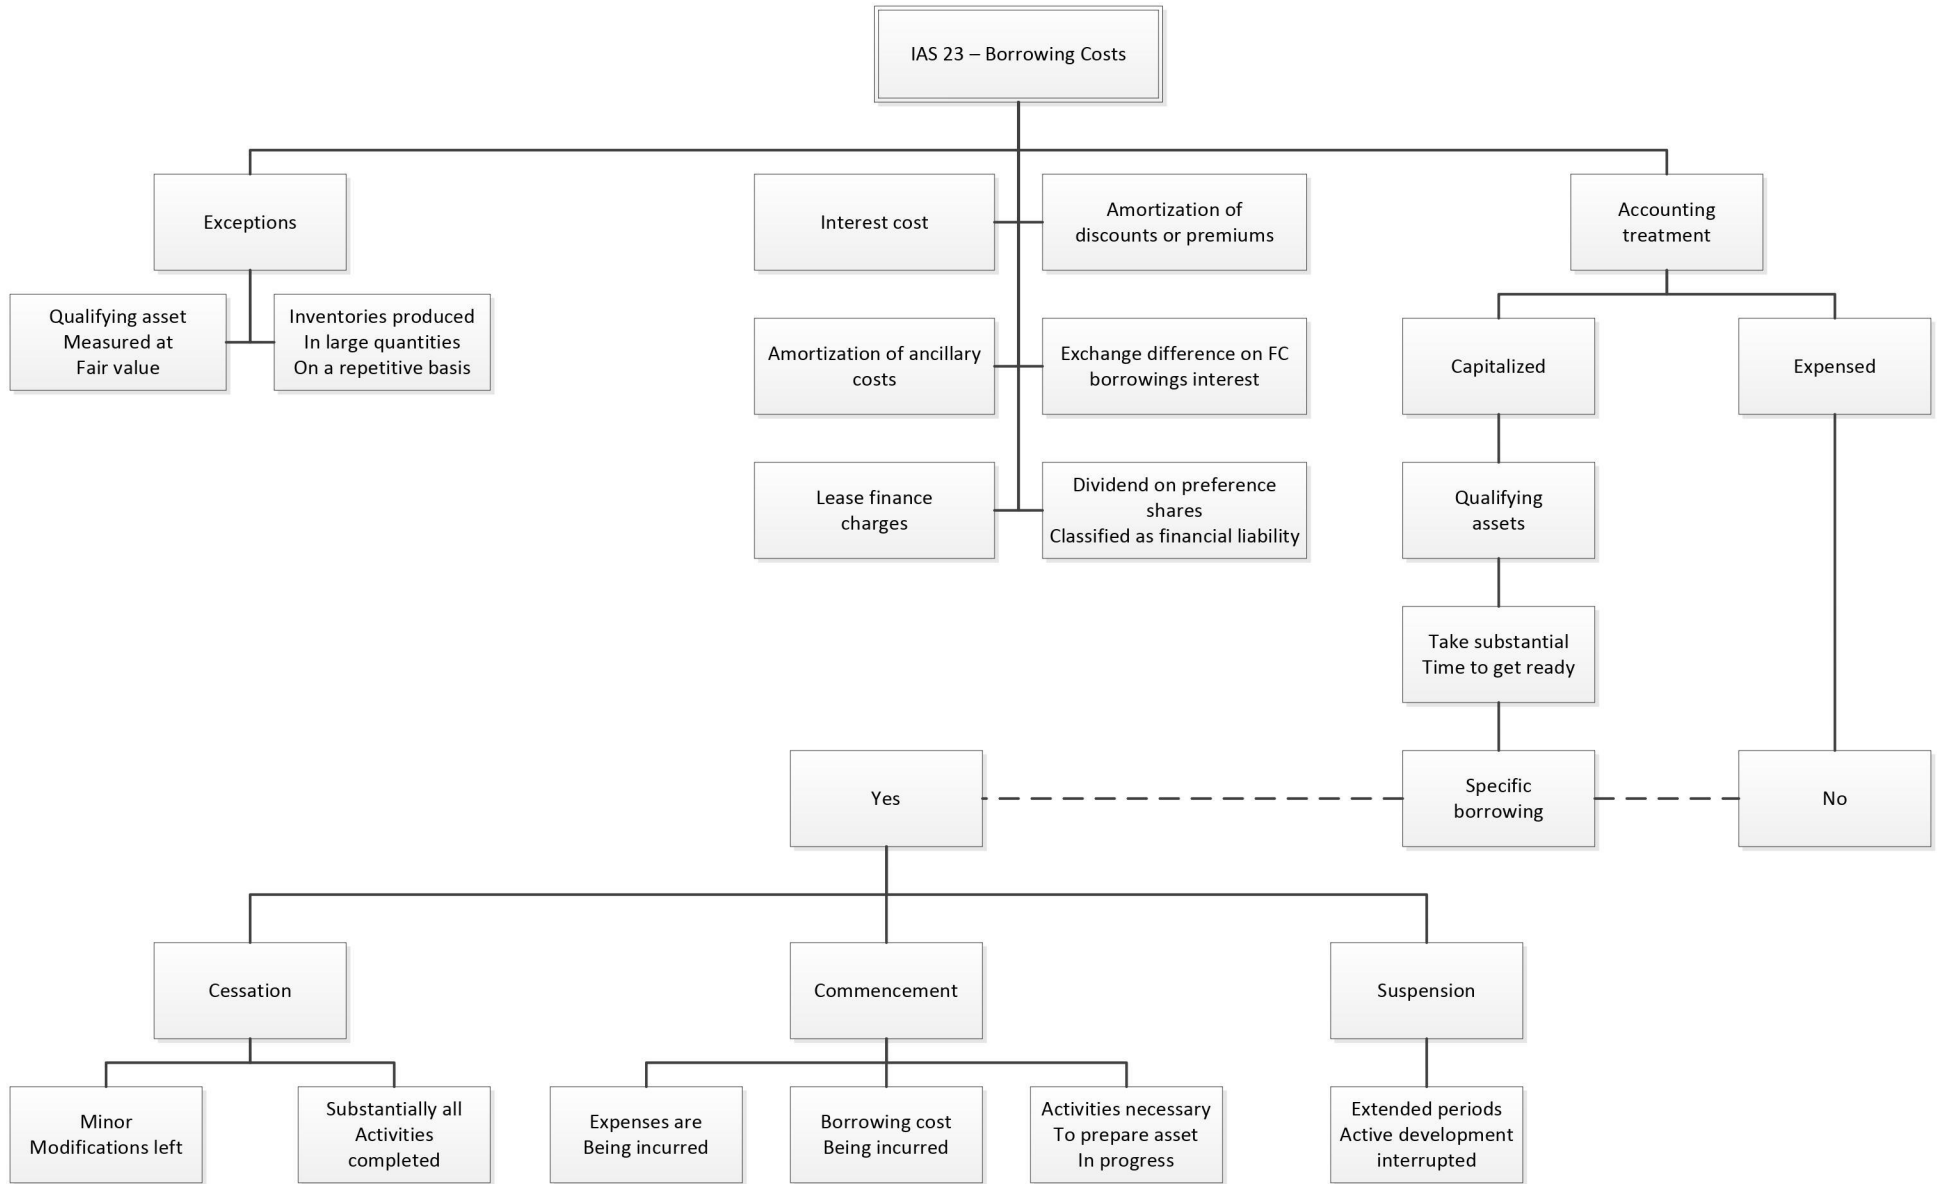 IAS 23 – Borrowing Costs
Exceptions
Interest cost
Amortization of
discounts or premiums
Accounting
treatment
Qualifying asset
Measured at
Fair value
Inventories produced
In large quantities
On a repetitive basis
Amortization of ancillary
costs
Exchange difference on FC
borrowings interest
Capitalized
Expensed
Lease finance
charges
Dividend on preference
shares
Classified as financial liability
Qualifying
assets
Take substantial
Time to get ready
Yes
Specific
borrowing
No
Cessation
Commencement
Suspension
Minor
Modifications left
Substantially all
Activities
completed
Expenses are
Being incurred
Borrowing cost
Being incurred
Activities necessary
To prepare asset
In progress
Extended periods
Active development
interrupted